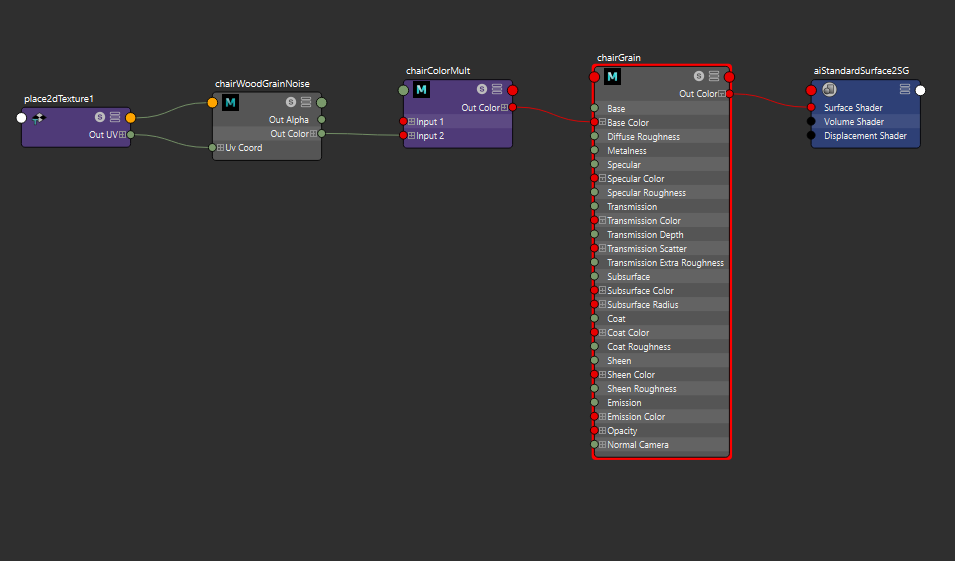 place2dTexture1
Out UV
chairWoodGrainNoise
M
S
Out Alpha
Out Color
Uv Coord
chairColorMult
M
S
Out Color
Input 1
Input 2
chairGrain
M
S
Out Color
Base
Base Color
Diffuse Roughness
Metalness
Specular
Specular Color
Specular Roughness
Transmission
Transmission Color
Transmission Depth
Transmission Scatter
Transmission Extra Roughness
Subsurface
Subsurface Color
Subsurface Radius
Coat
Coat Color
Coat Roughness
Sheen
Sheen Color
Sheen Roughness
Emission
Emission Color
Opacity
Normal Camera
aiStandardSurface2SG
Surface Shader
Volume Shader
Displacement Shader